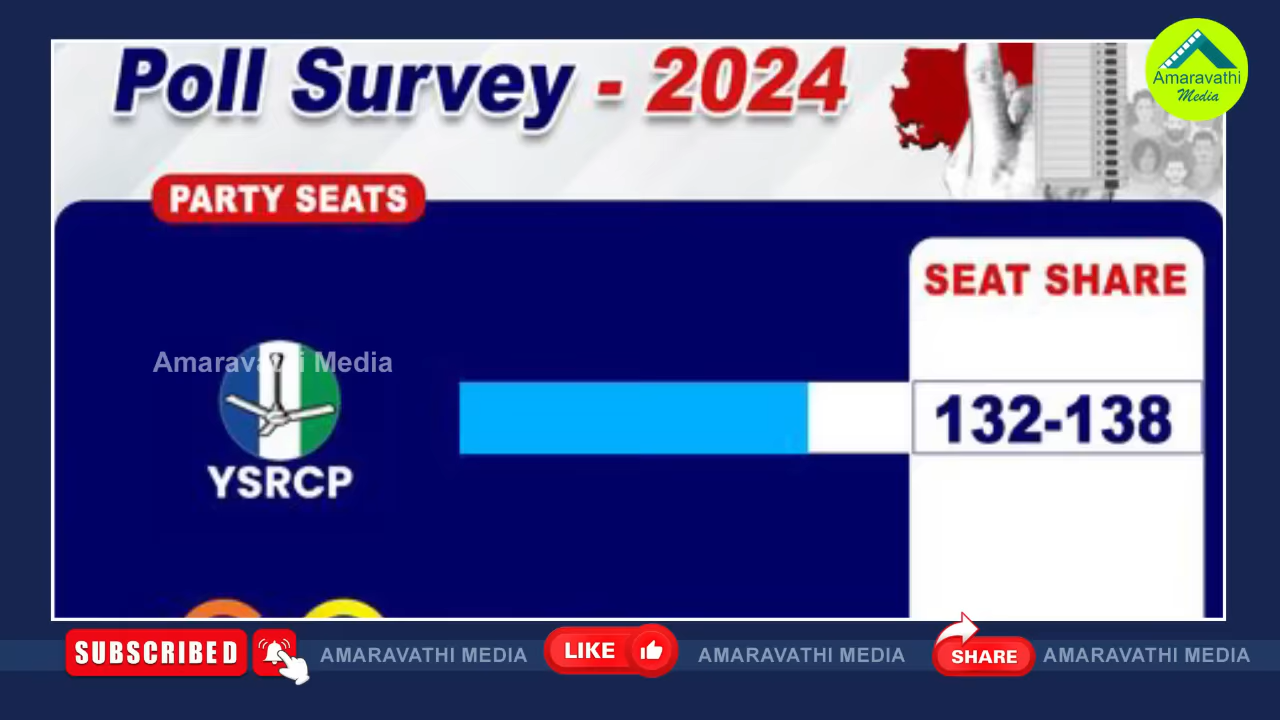 Poll Survey - 2024
Amaravathi
Media
PARTY SEATS
SEAT SHARE
Amaravathi Media
132-138
YSRCP
SUBSCRIBED
AMARAVATHI MEDIA
LIKE
AMARAVATHI MEDIA
SHARE
AMARAVATHI MEDIA